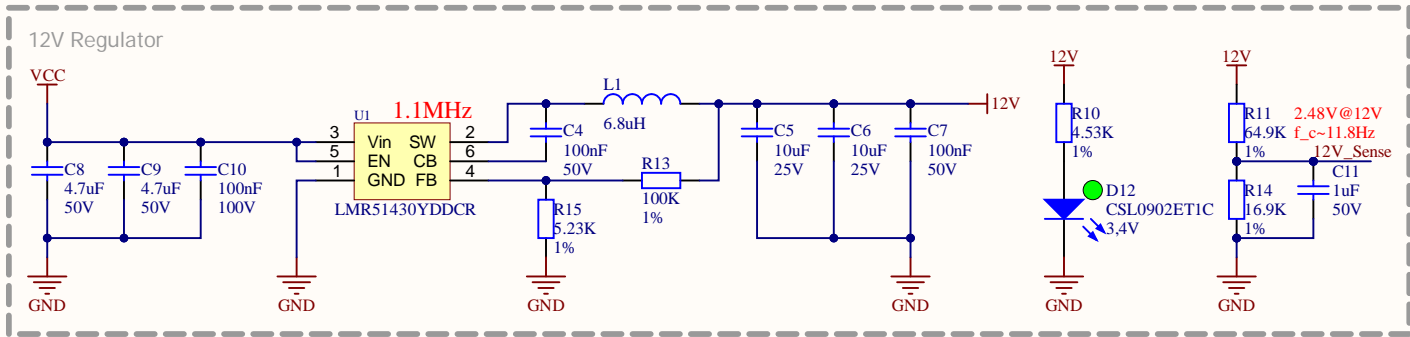 12V Regulator
VCC
C8
4.7uF
50V
C9
4.7uF
50V
C10
100nF
100V
GND
GND
U1
1.1MHz
3
5
1
Vin
EN
GND
SW
CB
FB
2
6
4
LMR51430YDDCR
C4
100nF
50V
L1
6.8uH
R13
100K
1%
R15
5.23K
1%
GND
C5
10uF
25V
C6
10uF
25V
C7
100nF
50V
12V
GND
12V
R10
4.53K
1%
D12
CSL0902ET1C
3,4V
GND
12V
R11
64.9K
1%
2.48V@12V
f_c~11.8Hz
12V_Sense
R14
16.9K
1%
C11
1uF
50V
GND